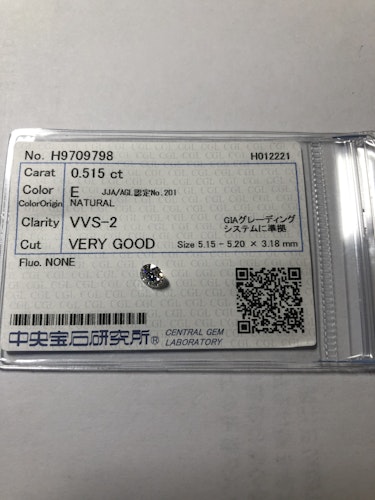 No. H9709798 H012221
Carat 0.515 ct
Color E JJA/AGL認定No.201
ColorOrigin NATURAL
Clarity VVS-2 GIAグレーディング
システムに準拠
Cut VERY GOOD Size 5.15 - 5.20 × 3.18 mm
Fluo. NONE
中央宝石研究所® CENTRAL GEM
LABORATORY